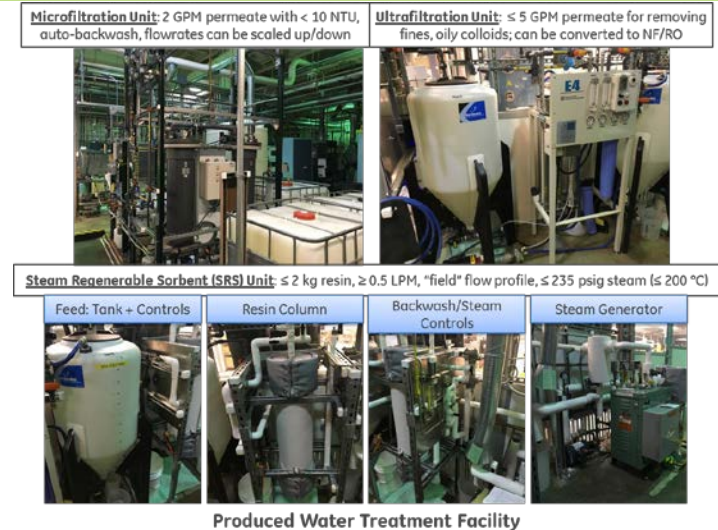 Microfiltration Unit: 2 GPM permeate with < 10 NTU,
auto-backwash, flowrates can be scaled up/down
Ultrafiltration Unit: ≤ 5 GPM permeate for removing
fines, oily colloids; can be converted to NF/RO
E4
Steam Regenerable Sorbent (SRS) Unit: ≤ 2 kg resin, ≥ 0.5 LPM, "field" flow profile, ≤ 235 psig steam (≤ 200 °C)
Feed: Tank + Controls
Resin Column
Backwash/Steam
Controls
Steam Generator
Produced Water Treatment Facility